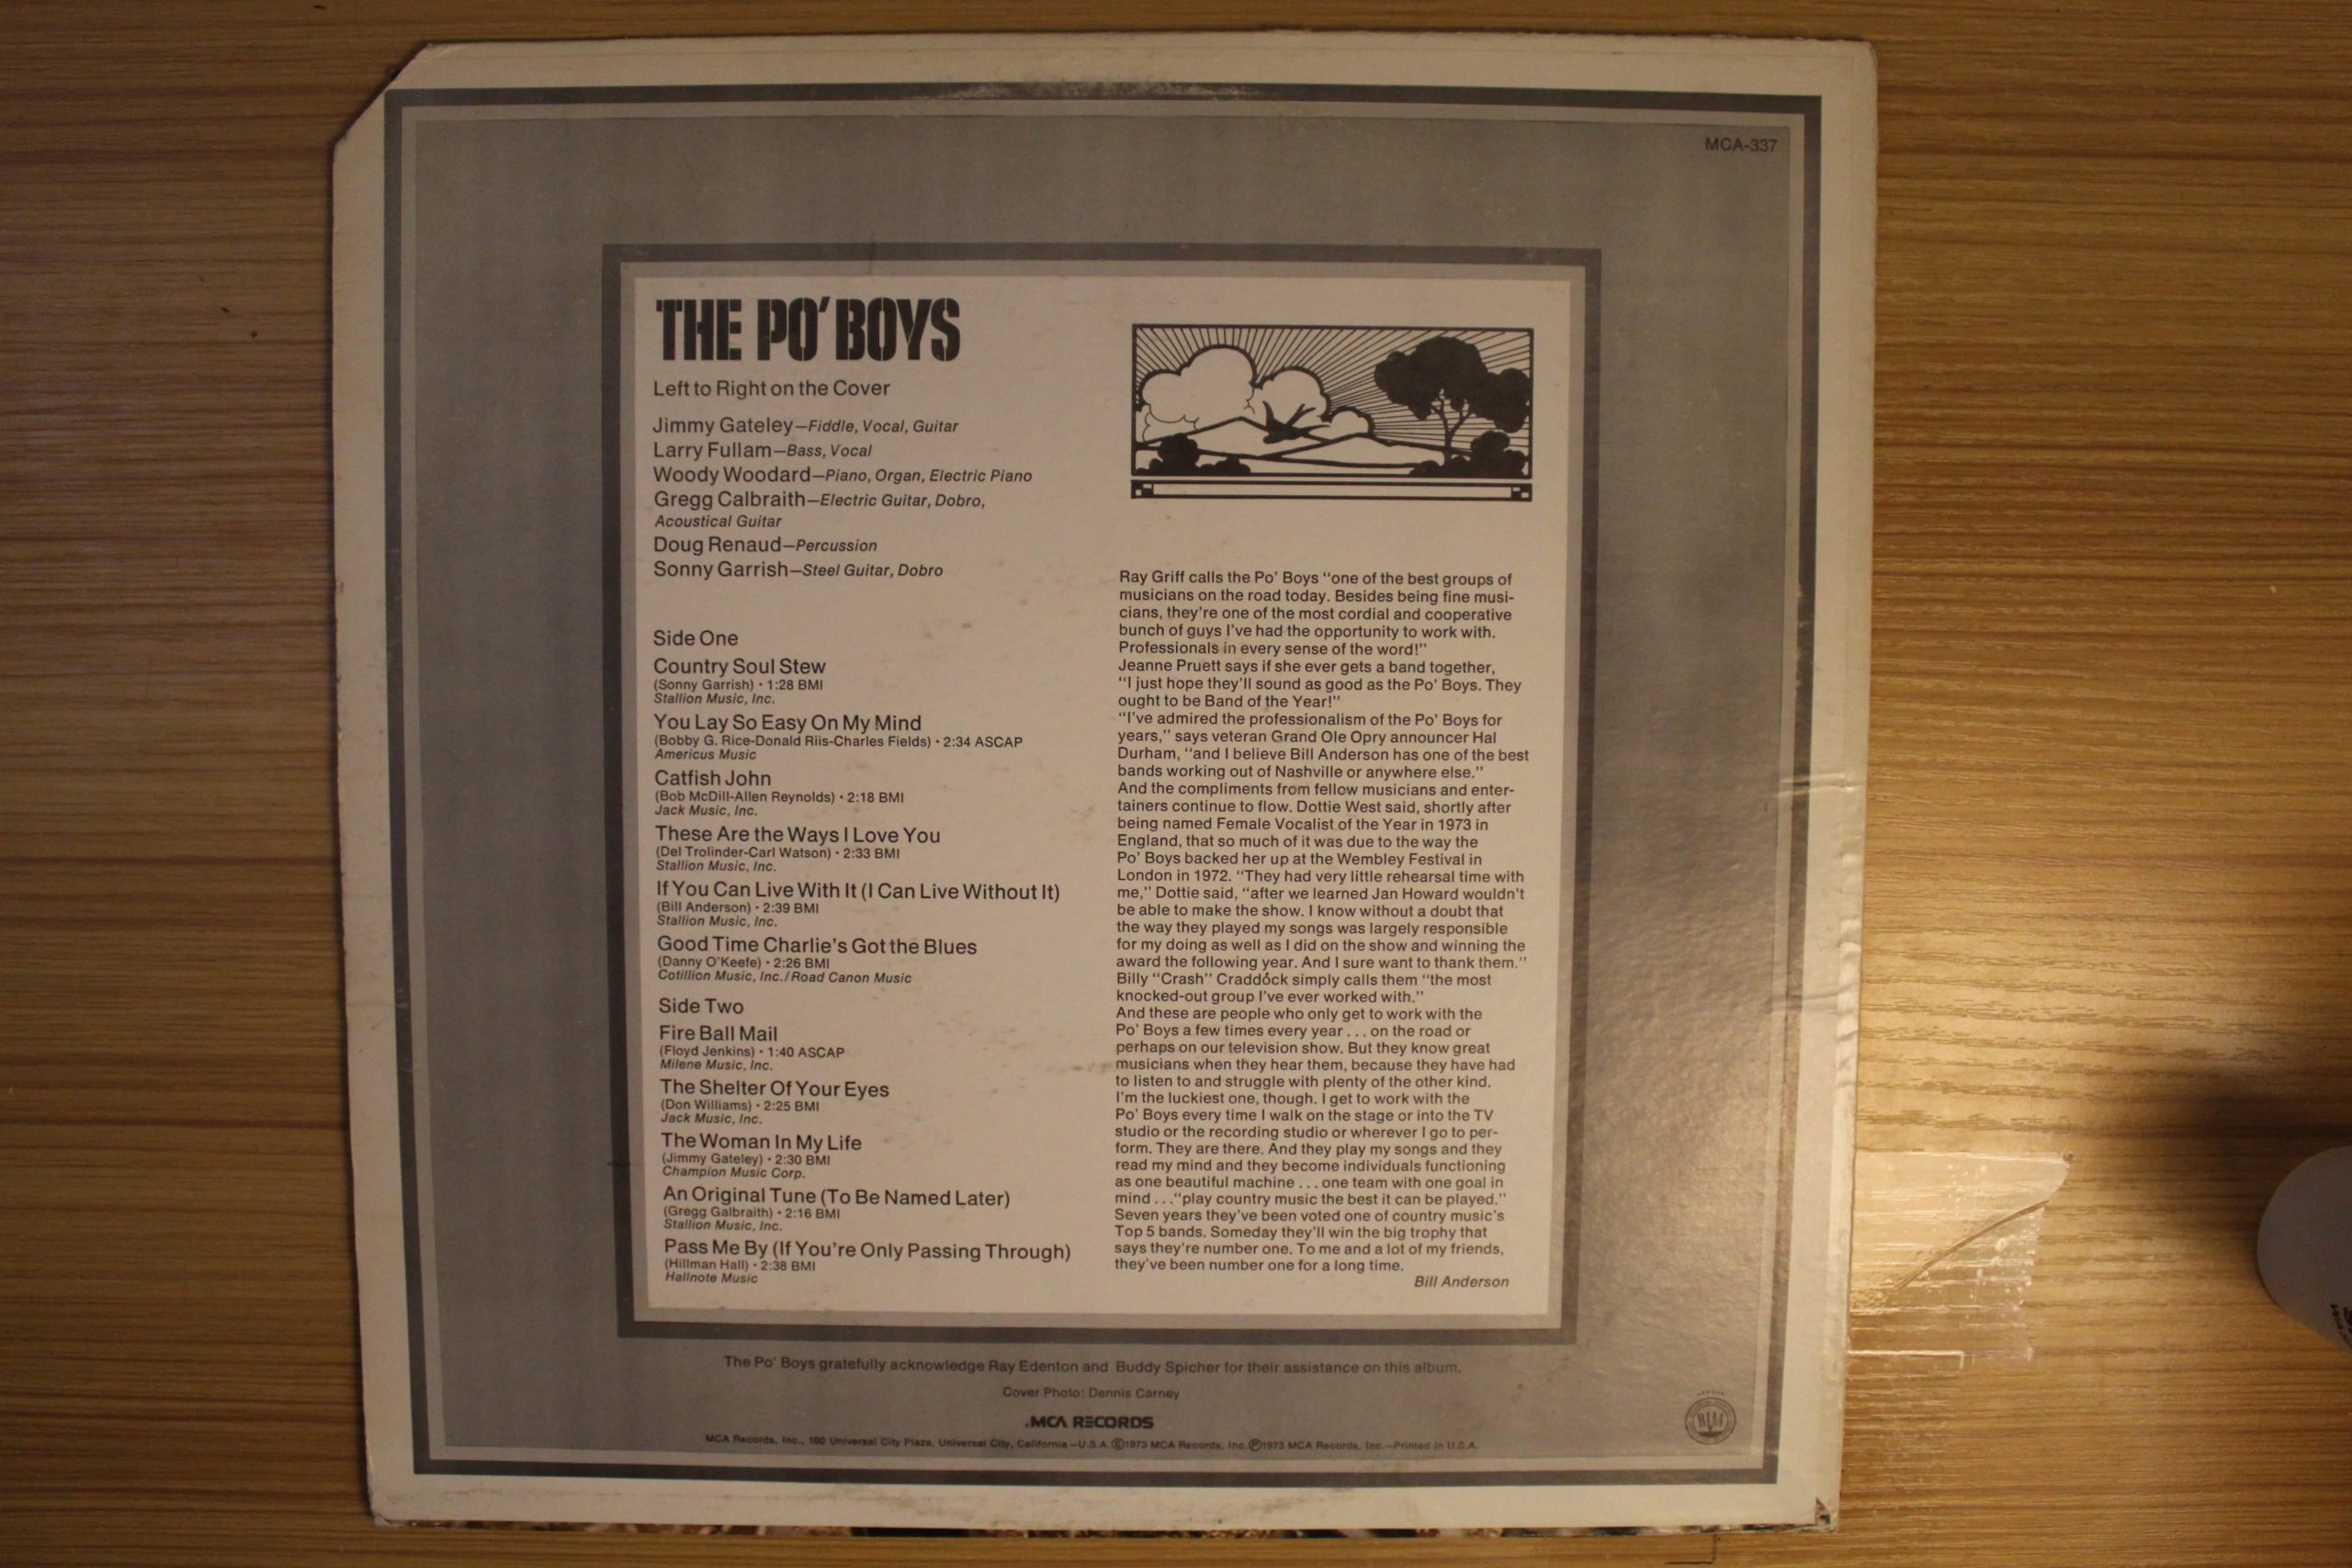 MCA-337
THE PO' BOYS
Left to Right on the Cover
Jimmy Gateley—Fiddle, Vocal, Guitar
Larry Fullam—Bass, Vocal
Woody Woodard—Piano, Organ, Electric Piano
Gregg Calbraith—Electric Guitar, Dobro,
Acoustical Guitar
Doug Renaud—Percussion
Sonny Garrish—Steel Guitar, Dobro
Side One
Country Soul Stew
(Sonny Garrish) • 1:28 BMI
Stallion Music, Inc.
You Lay So Easy On My Mind
(Bobby G. Rice-Donald Riis-Charles Fields) • 2:34 ASCAP
Americus Music
Catfish John
(Bob McDill-Allen Reynolds) • 2:18 BMI
Jack Music, Inc.
These Are the Ways I Love You
(Del Trolinder-Carl Watson) • 2:33 BMI
Stallion Music, Inc.
If You Can Live With It (I Can Live Without It)
(Bill Anderson) • 2:39 BMI
Stallion Music, Inc.
Good Time Charlie's Got the Blues
(Danny O'Keefe) • 2:26 BMI
Cotillion Music, Inc./Road Canon Music
Side Two
Fire Ball Mail
(Floyd Jenkins) • 1:40 ASCAP
Milene Music, Inc.
The Shelter Of Your Eyes
(Don Williams) • 2:25 BMI
Jack Music, Inc.
The Woman In My Life
(Jimmy Gateley) • 2:30 BMI
Champion Music Corp.
An Original Tune (To Be Named Later)
(Gregg Galbraith) • 2:16 BMI
Stallion Music, Inc.
Pass Me By (If You're Only Passing Through)
(Hillman Hall) • 2:38 BMI
Hallnote Music
Ray Griff calls the Po' Boys "one of the best groups of
musicians on the road today. Besides being fine musi-
cians, they're one of the most cordial and cooperative
bunch of guys I've had the opportunity to work with.
Professionals in every sense of the word!"
Jeanne Pruett says if she ever gets a band together,
"I just hope they'll sound as good as the Po' Boys. They
ought to be Band of the Year!"
"I've admired the professionalism of the Po' Boys for
years," says veteran Grand Ole Opry announcer Hal
Durham, "and I believe Bill Anderson has one of the best
bands working out of Nashville or anywhere else."
And the compliments from fellow musicians and enter-
tainers continue to flow. Dottie West said, shortly after
being named Female Vocalist of the Year in 1973 in
England, that so much of it was due to the way the
Po' Boys backed her up at the Wembley Festival in
London in 1972. "They had very little rehearsal time with
me," Dottie said, "after we learned Jan Howard wouldn't
be able to make the show. I know without a doubt that
the way they played my songs was largely responsible
for my doing as well as I did on the show and winning the
award the following year. And I sure want to thank them."
Billy "Crash" Craddock simply calls them "the most
knocked-out group I've ever worked with."
And these are people who only get to work with the
Po' Boys a few times every year . . . on the road or
perhaps on our television show. But they know great
musicians when they hear them, because they have had
to listen to and struggle with plenty of the other kind.
I'm the luckiest one, though. I get to work with the
Po' Boys every time I walk on the stage or into the TV
studio or the recording studio or wherever I go to per-
form. They are there. And they play my songs and they
read my mind and they become individuals functioning
as one beautiful machine . . . one team with one goal in
mind . . . "play country music the best it can be played."
Seven years they've been voted one of country music's
Top 5 bands. Someday they'll win the big trophy that
says they're number one. To me and a lot of my friends,
they've been number one for a long time.
Bill Anderson
The Po' Boys gratefully acknowledge Ray Edenton and Buddy Spicher for their assistance on this album.
Cover Photo: Dennis Carney
MCA RECORDS
MCA Records, Inc., 100 Universal City Plaza, Universal City, California—U.S.A. ©1973 MCA Records, Inc. ℗1973 MCA Records, Inc.—Printed in U.S.A.